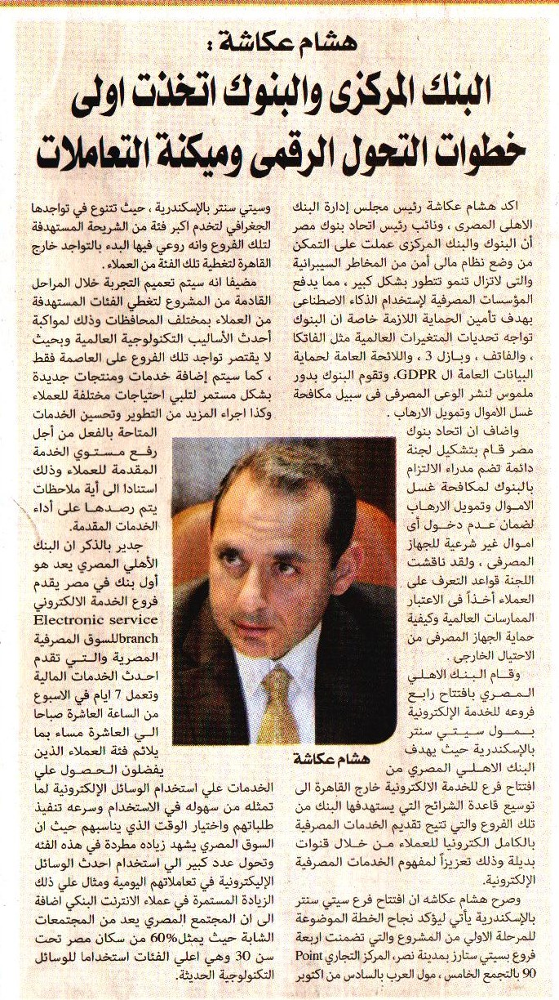 هشام عكاشة :
البنك المركزى والبنوك اتخذت اولى
خطوات التحول الرقمى وميكنة التعاملات
اكد هشام عكاشة رئيس مجلس إدارة البنك
الاهلى المصرى ، ونائب رئيس اتحاد بنوك مصر
أن البنوك والبنك المركزى عملت على التمكن
من وضع نظام مالى أمن من المخاطر السيبرانية
والتى لاتزال تنمو تتطور بشكل كبير ، مما يدفع
المؤسسات المصرفية لإستخدام الذكاء الاصطناعى
بهدف تأمين الحماية اللازمة خاصة ان البنوك
تواجه تحديات المتغيرات العالمية مثل الفاتكا
، والفاتف ، وبازل 3 ، واللائحة العامة لحماية
البيانات العامة ال GDPR، وتقوم البنوك بدور
ملموس لنشر الوعى المصرفى فى سبيل مكافحة
غسل الاموال وتمويل الارهاب .
واضاف ان اتحاد بنوك
مصر قام بتشكيل لجنة
دائمة تضم مدراء الالتزام
بالبنوك لمكافحة غسل
الاموال وتمويل الارهاب
لضمان عدم دخول أى
اموال غير شرعية للجهاز
المصرفى ، ولقد ناقشت
اللجنة قواعد التعرف على
العملاء أخذاً فى الاعتبار
الممارسات العالمية وكيفية
حماية الجهاز المصرفى من
الاحتيال الخارجى .
وقام البنك الاهلي
المصري بافتتاح رابع
فروعه للخدمة الإلكترونية
بمول سيتي سنتر
بالإسكندرية حيث يهدف
البنك الاهلي المصري من
افتتاح فرع للخدمة الالكترونية خارج القاهرة الى
توسيع قاعدة الشرائح التي يستهدفها البنك من
تلك الفروع والتي تتيح تقديم الخدمات المصرفية
بالكامل الكترونيا للعملاء من خلال قنوات
بديلة وذلك تعزيزاً لمفهوم الخدمات المصرفية
الإلكترونية.
وصرح هشام عكاشه ان افتتاح فرع سيتي سنتر
بالإسكندرية يأتي ليؤكد نجاح الخطة الموضوعة
للمرحلة الاولي من المشروع والتي تضمنت اربعة
فروع بسيتي ستارز بمدينة نصر، المركز التجاري Point
90 بالتجمع الخامس ، مول العرب بالسادس من اكتوبر
وسيتي سنتر بالإسكندرية ، حيث تتنوع في تواجدها
الجغرافي لتخدم اكبر فئة من الشريحة المستهدفة
لتلك الفروع وانه روعي فيها البدء بالتواجد خارج
القاهرة لتغطية تلك الفئة من العملاء .
مضيفا انه سيتم تعميم التجربة خلال المراحل
القادمة من المشروع لتغطي الفئات المستهدفة
من العملاء بمختلف المحافظات وذلك لمواكبة
أحدث الأساليب التكنولوجية العالمية وبحيث
لا يقتصر تواجد تلك الفروع على العاصمة فقط
، كما سيتم إضافة خدمات ومنتجات جديدة
بشكل مستمر لتلبي احتياجات مختلفة للعملاء
وكذا اجراء المزيد من التطوير وتحسين الخدمات
المتاحة بالفعل من أجل
رفع مستوي الخدمة
المقدمة للعملاء وذلك
استنادا الى أية ملاحظات
يتم رصدها على أداء
الخدمات المقدمة.
جدير بالذكر ان البنك
الأهلي المصري يعد هو
أول بنك في مصر يقدم
فروع الخدمة الالكتروني
Electronic service
branchللسوق المصرفية
المصرية والتي تقدم
احدث الخدمات المالية
وتعمل 7 ايام في الاسبوع
من الساعة العاشرة صباحا
الي العاشرة مساء بما
يلائم فئة العملاء الذين
يفضلون الحصول علي
الخدمات علي استخدام الوسائل الإلكترونية لما
تمثله من سهوله في الاستخدام وسرعه تنفيذ
طلباتهم واختيار الوقت الذي يناسبهم حيث ان
السوق المصري يشهد زياده مطردة في هذه الفئه
وتحول عدد كبير الي استخدام احدث الوسائل
الإليكترونية في تعاملاتهم اليومية ومثال علي ذلك
الزيادة المستمرة في عملاء الانترنت البنكي اضافة
الى ان المجتمع المصري يعد من المجتمعات
الشابة حيث يمثل60% من سكان مصر تحت
سن 30 وهي اعلي الفئات استخداما للوسائل
التكنولوجية الحديثة.
هشام عكاشة